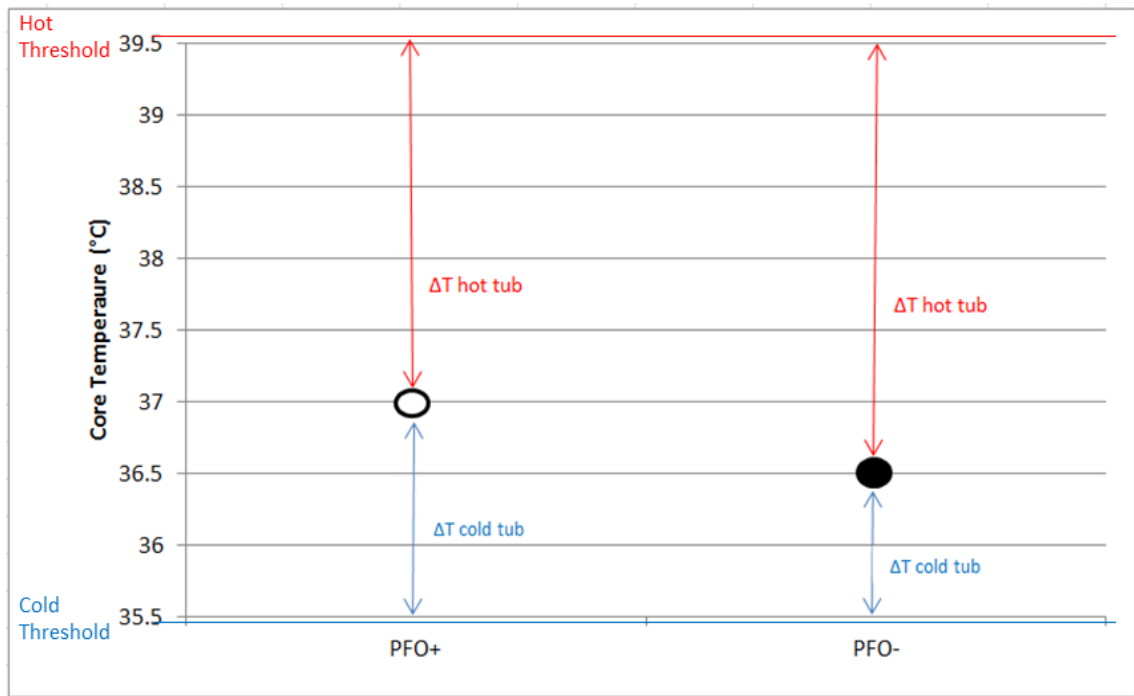 Hot
Threshold
39.5
39
38.5
38
37.5
37
36.5
36
35.5
Core Temperaure (°C)
ΔT hot tub
ΔT hot tub
ΔT cold tub
ΔT cold tub
Cold
Threshold
PFO+
PFO-